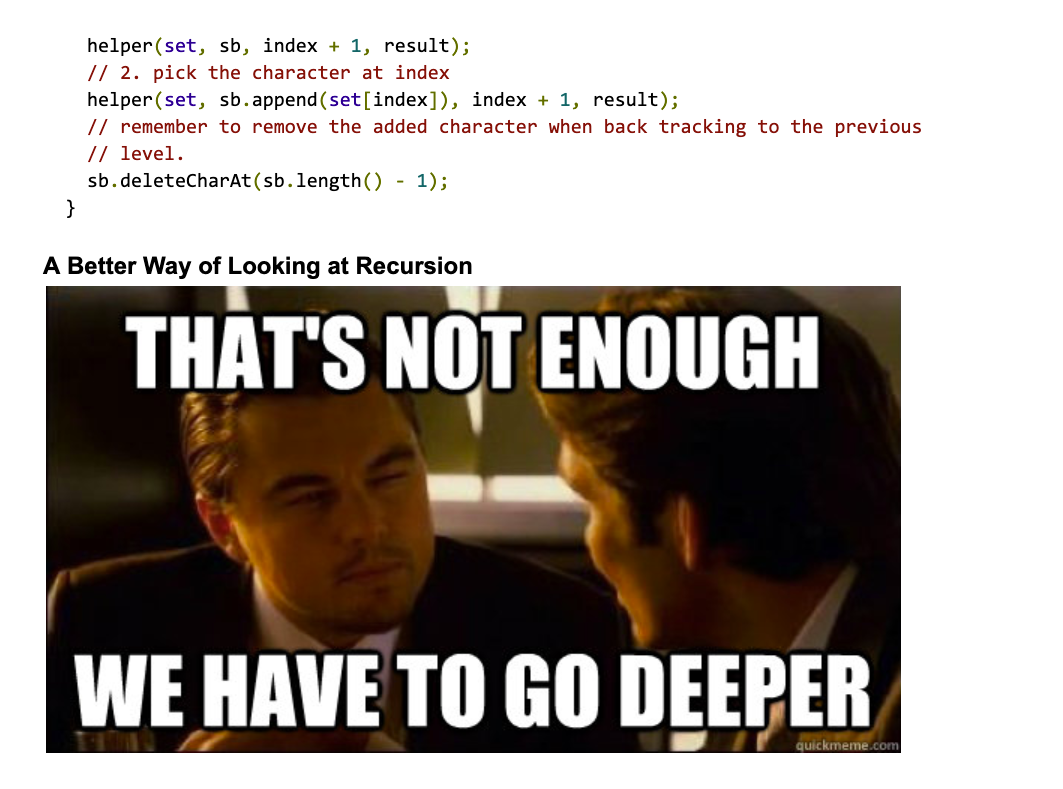 helper(set, sb, index + 1, result);
// 2. pick the character at index
helper(set, sb.append(set[index]), index + 1, result);
// remember to remove the added character when back tracking to the previous
// level.
sb.deleteCharAt(sb.length() - 1);
}
A Better Way of Looking at Recursion
THAT'S NOT ENOUGH
WE HAVE TO GO DEEPER
quickmeme.com